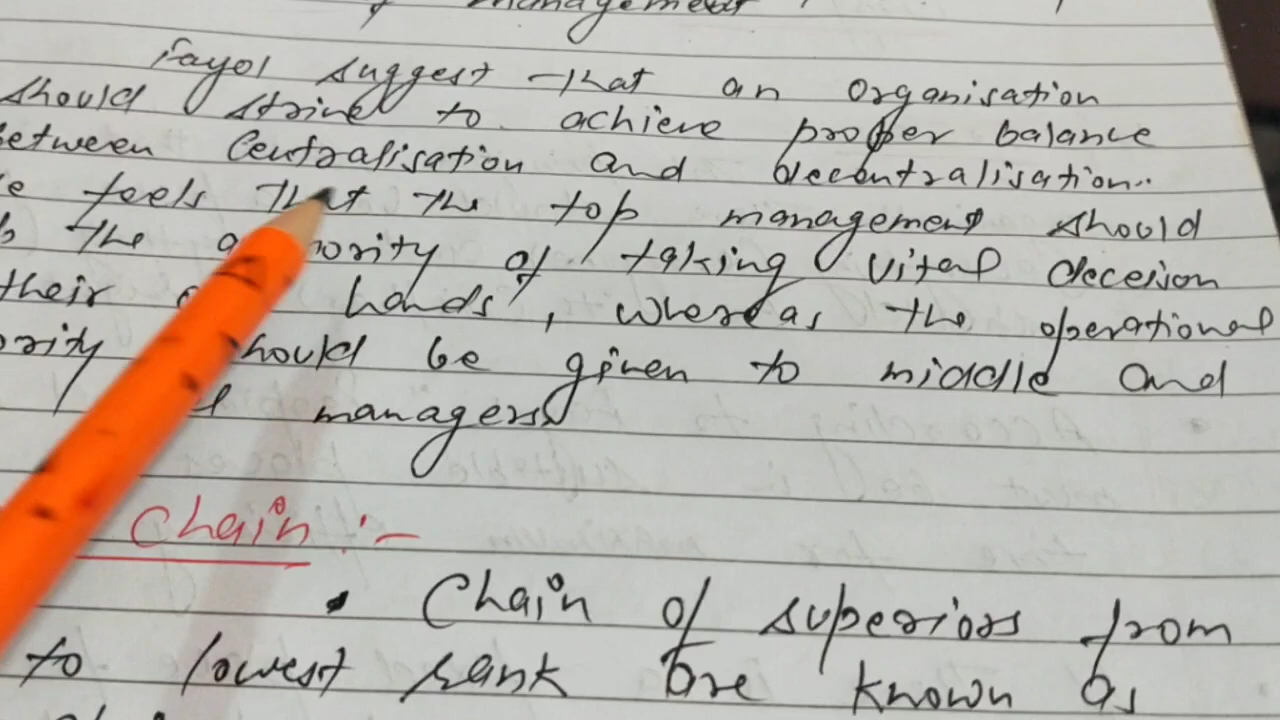 management
Fayol suggest that an organisation
should strive to achieve proper balance
between Centralisation and decentralisation..
feels that the top management should
the of taking vital deceision
their hands, whereas the operational
should be given to middle and
managers
Chain :-
• Chain of superiors from
to lowest rank are known as